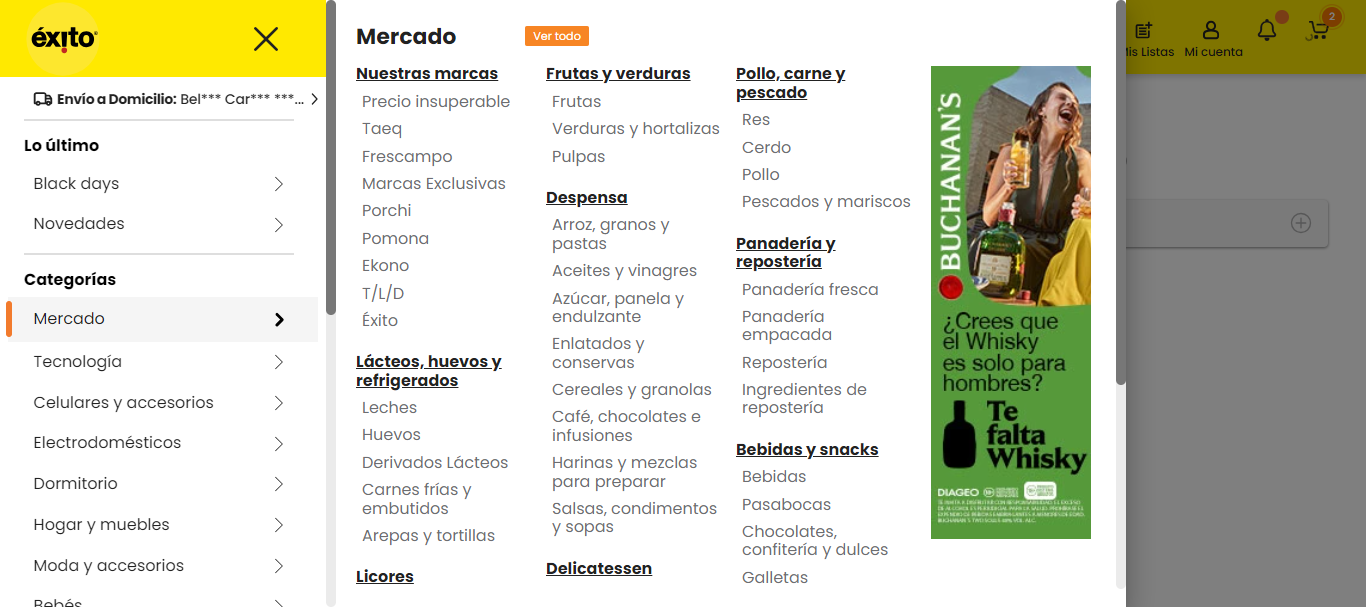 éxito
Envío a Domicilio: Bel*** Car*** ***...
Lo último
Black days
Novedades
Categorías
Mercado
Tecnología
Celulares y accesorios
Electrodomésticos
Dormitorio
Hogar y muebles
Moda y accesorios
Bebés
Mercado
Ver todo
Nuestras marcas
Precio insuperable
Taeq
Frescampo
Marcas Exclusivas
Porchi
Pomona
Ekono
T/L/D
Éxito
Lácteos, huevos y
refrigerados
Leches
Huevos
Derivados Lácteos
Carnes frías y
embutidos
Arepas y tortillas
Licores
Frutas y verduras
Frutas
Verduras y hortalizas
Pulpas
Despensa
Arroz, granos y
pastas
Aceites y vinagres
Azúcar, panela y
endulzante
Enlatados y
conservas
Cereales y granolas
Café, chocolates e
infusiones
Harinas y mezclas
para preparar
Salsas, condimentos
y sopas
Delicatessen
Pollo, carne y
pescado
Res
Cerdo
Pollo
Pescados y mariscos
Panadería y
repostería
Panadería fresca
Panadería
empacada
Repostería
Ingredientes de
repostería
Bebidas y snacks
Bebidas
Pasabocas
Chocolates,
confitería y dulces
Galletas
BUCHANAN'S
¿Crees que
el Whisky
es solo para
hombres?
Te
falta
Whisky
DIAGEO
Mis Listas
Mi cuenta
2